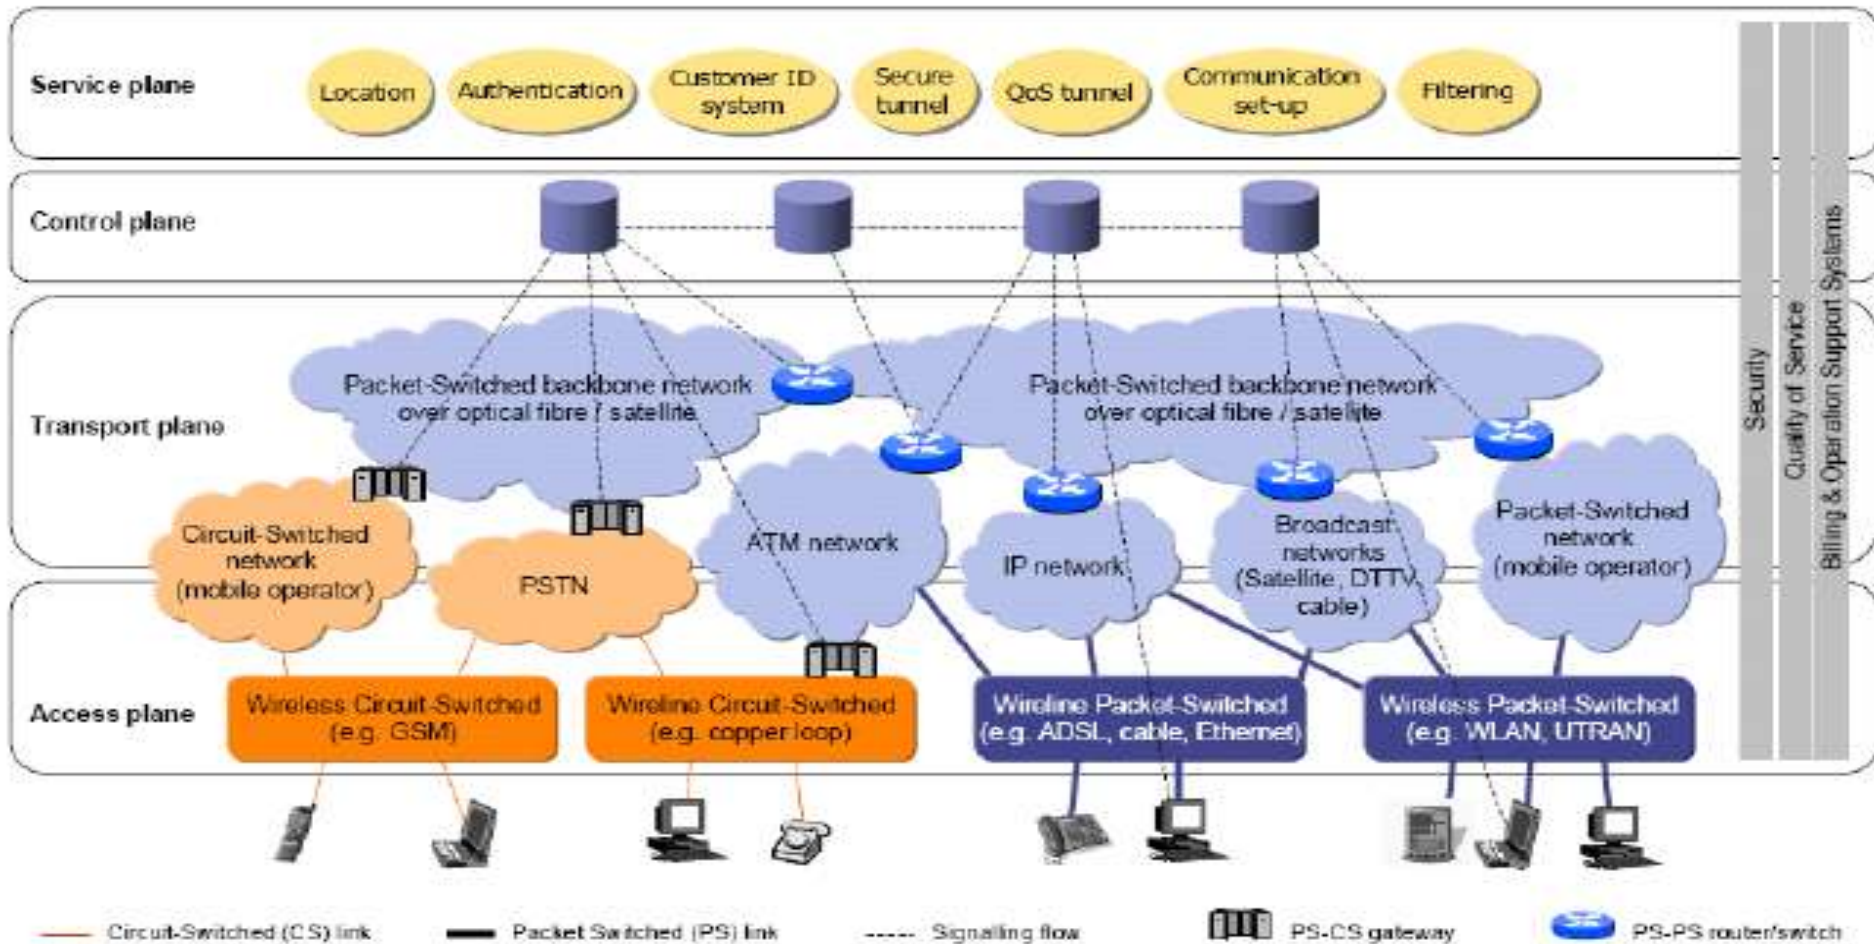 Service plane
Location
Authentication
Customer ID
system
Secure
tunnel
QoS tunnel
Communication
set-up
Filtering
Control plane
Transport plane
Packet-Switched backbone network
over optical fibre / satellite
Packet-Switched backbone network
over optical fibre / satellite
Circuit-Switched
network
(mobile operator)
PSTN
ATM network
IP network
Broadcast
networks
(Satellite, DTTV,
cable)
Packet-Switched
network
(mobile operator)
Access plane
Wireless Circuit-Switched
(e.g. GSM)
Wireline Circuit-Switched
(e.g. copper loop)
Wireline Packet-Switched
(e.g. ADSL, cable, Ethernet)
Wireless Packet-Switched
(e.g. WLAN, UTRAN)
Security
Quality of Service
Billing & Operation Support Systems
Circuit-Switched (CS) link
Packet Switched (PS) link
Signalling flow
PS-CS gateway
PS-PS router/switch